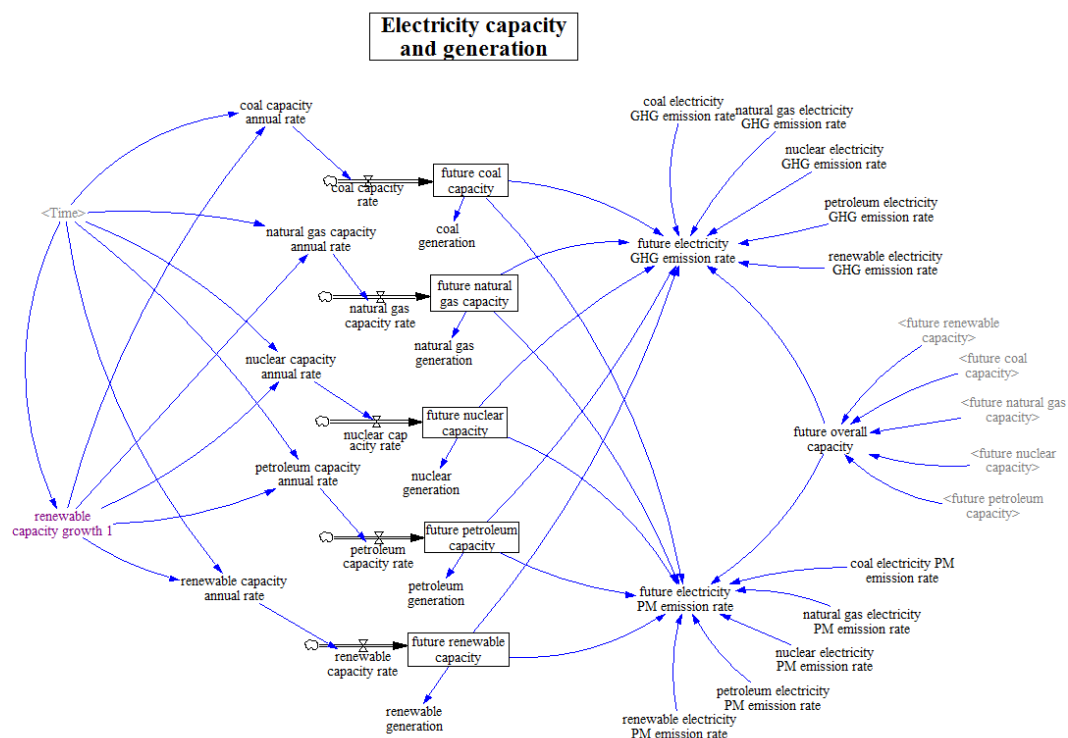 Electricity capacity
and generation
coal capacity
annual rate
coal electricity
GHG emission rate
natural gas electricity
GHG emission rate
nuclear electricity
GHG emission rate
future coal
capacity
coal capacity
rate
<Time>
coal
generation
petroleum electricity
GHG emission rate
natural gas capacity
annual rate
future electricity
GHG emission rate
renewable electricity
GHG emission rate
future natural
gas capacity
natural gas
capacity rate
natural gas
generation
<future renewable
capacity>
<future coal
capacity>
nuclear capacity
annual rate
<future natural gas
capacity>
future nuclear
capacity
nuclear cap
acity rate
future overall
capacity
<future nuclear
capacity>
petroleum capacity
annual rate
nuclear
generation
<future petroleum
capacity>
renewable
capacity growth 1
future petroleum
capacity
petroleum
capacity rate
coal electricity PM
emission rate
renewable capacity
annual rate
petroleum
generation
future electricity
PM emission rate
natural gas electricity
PM emission rate
future renewable
capacity
renewable
capacity rate
nuclear electricity
PM emission rate
petroleum electricity
PM emission rate
renewable
generation
renewable electricity
PM emission rate